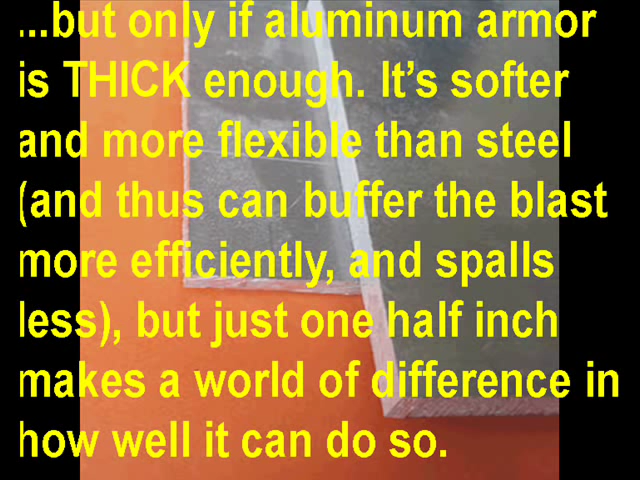 ...but only if aluminum armor
is THICK enough. It’s softer
and more flexible than steel
(and thus can buffer the blast
more efficiently, and spalls
less), but just one half inch
makes a world of difference in
how well it can do so.